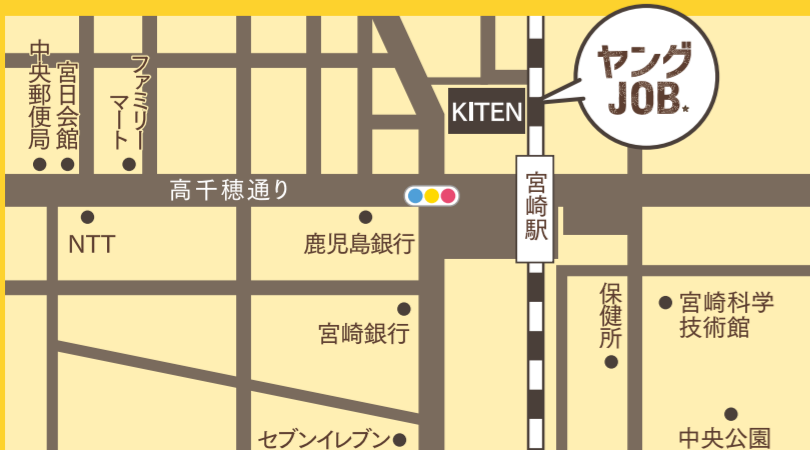 中央郵便局
宮日会館
ファミリー
マート
KITEN
ヤング
JOB.
高千穂通り
宮崎駅
NTT
鹿児島銀行
宮崎銀行
保健所
宮崎科学
技術館
セブンイレブン
中央公園